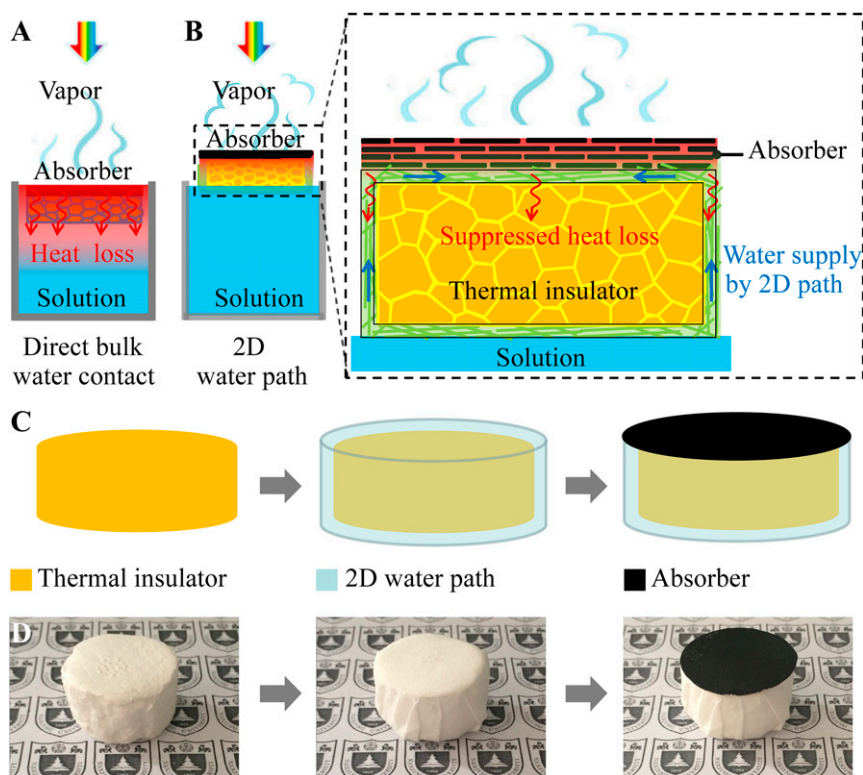 A
B
Vapor
Vapor
Absorber
Absorber
Absorber
Heat loss
Suppressed heat loss
Thermal insulator
Water supply
by 2D path
Solution
Solution
Solution
Direct bulk
water contact
2D
water path
C
Thermal insulator
2D water path
Absorber
D